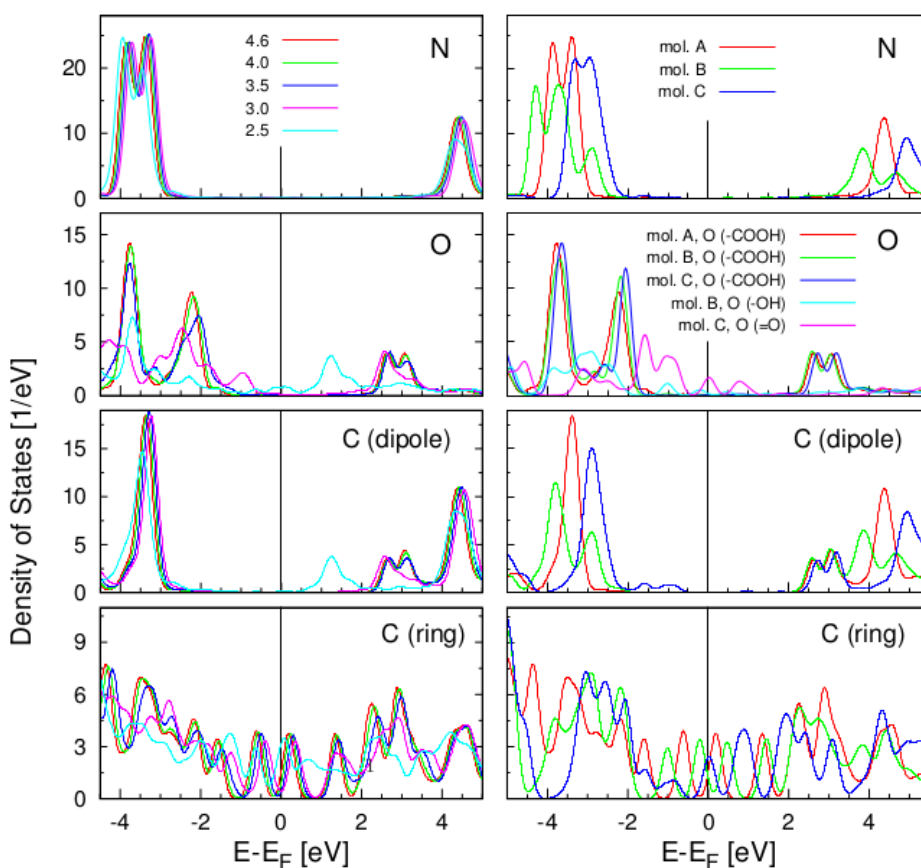 N
4.6
4.0
3.5
3.0
2.5
20
10
0
N
mol. A
mol. B
mol. C
O
15
10
5
0
O
mol. A, O (-COOH)
mol. B, O (-COOH)
mol. C, O (-COOH)
mol. B, O (-OH)
mol. C, O (=O)
C (dipole)
15
10
5
0
C (dipole)
C (ring)
9
6
3
0
C (ring)
-4 -2 0 2 4
-4 -2 0 2 4
E-E_F [eV]
E-E_F [eV]
Density of States [1/eV]